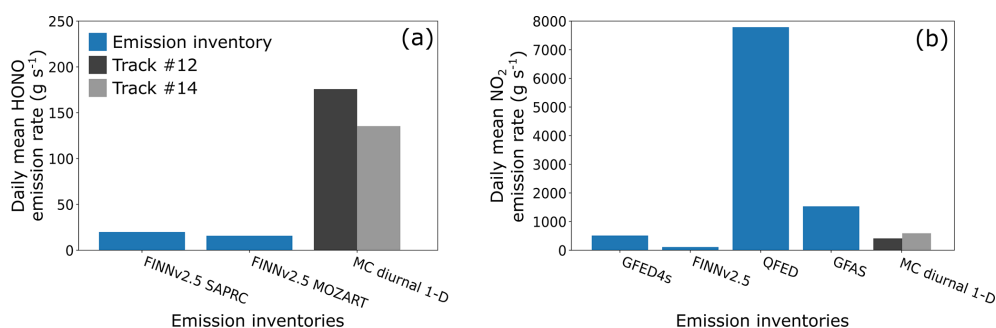 Daily mean HONO
emission rate (g s⁻¹)
250
200
150
100
50
0
Emission inventory
Track #12
Track #14
(a)
FINNv2.5 SAPRC
FINNv2.5 MOZART
MC diurnal 1-D
Emission inventories
Daily mean NO₂
emission rate (g s⁻¹)
8000
7000
6000
5000
4000
3000
2000
1000
0
(b)
GFED4s
FINNv2.5
QFED
GFAS
MC diurnal 1-D
Emission inventories